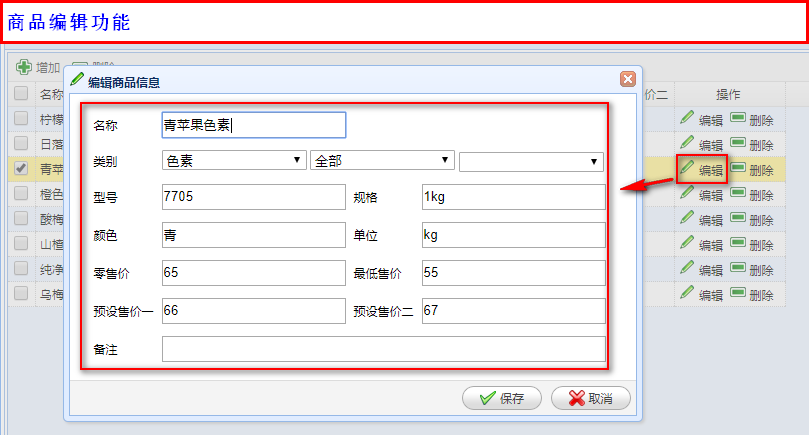 商品编辑功能
增加 删除
编辑商品信息
名称 价二 操作
柠檬 编辑 删除
日落 编辑 删除
青苹 编辑 删除
橙色 编辑 删除
酸梅 编辑 删除
山楂 编辑 删除
纯净 编辑 删除
乌梅 编辑 删除
名称 青苹果色素
类别 色素 全部
型号 7705 规格 1kg
颜色 青 单位 kg
零售价 65 最低售价 55
预设售价一 66 预设售价二 67
备注
保存 取消